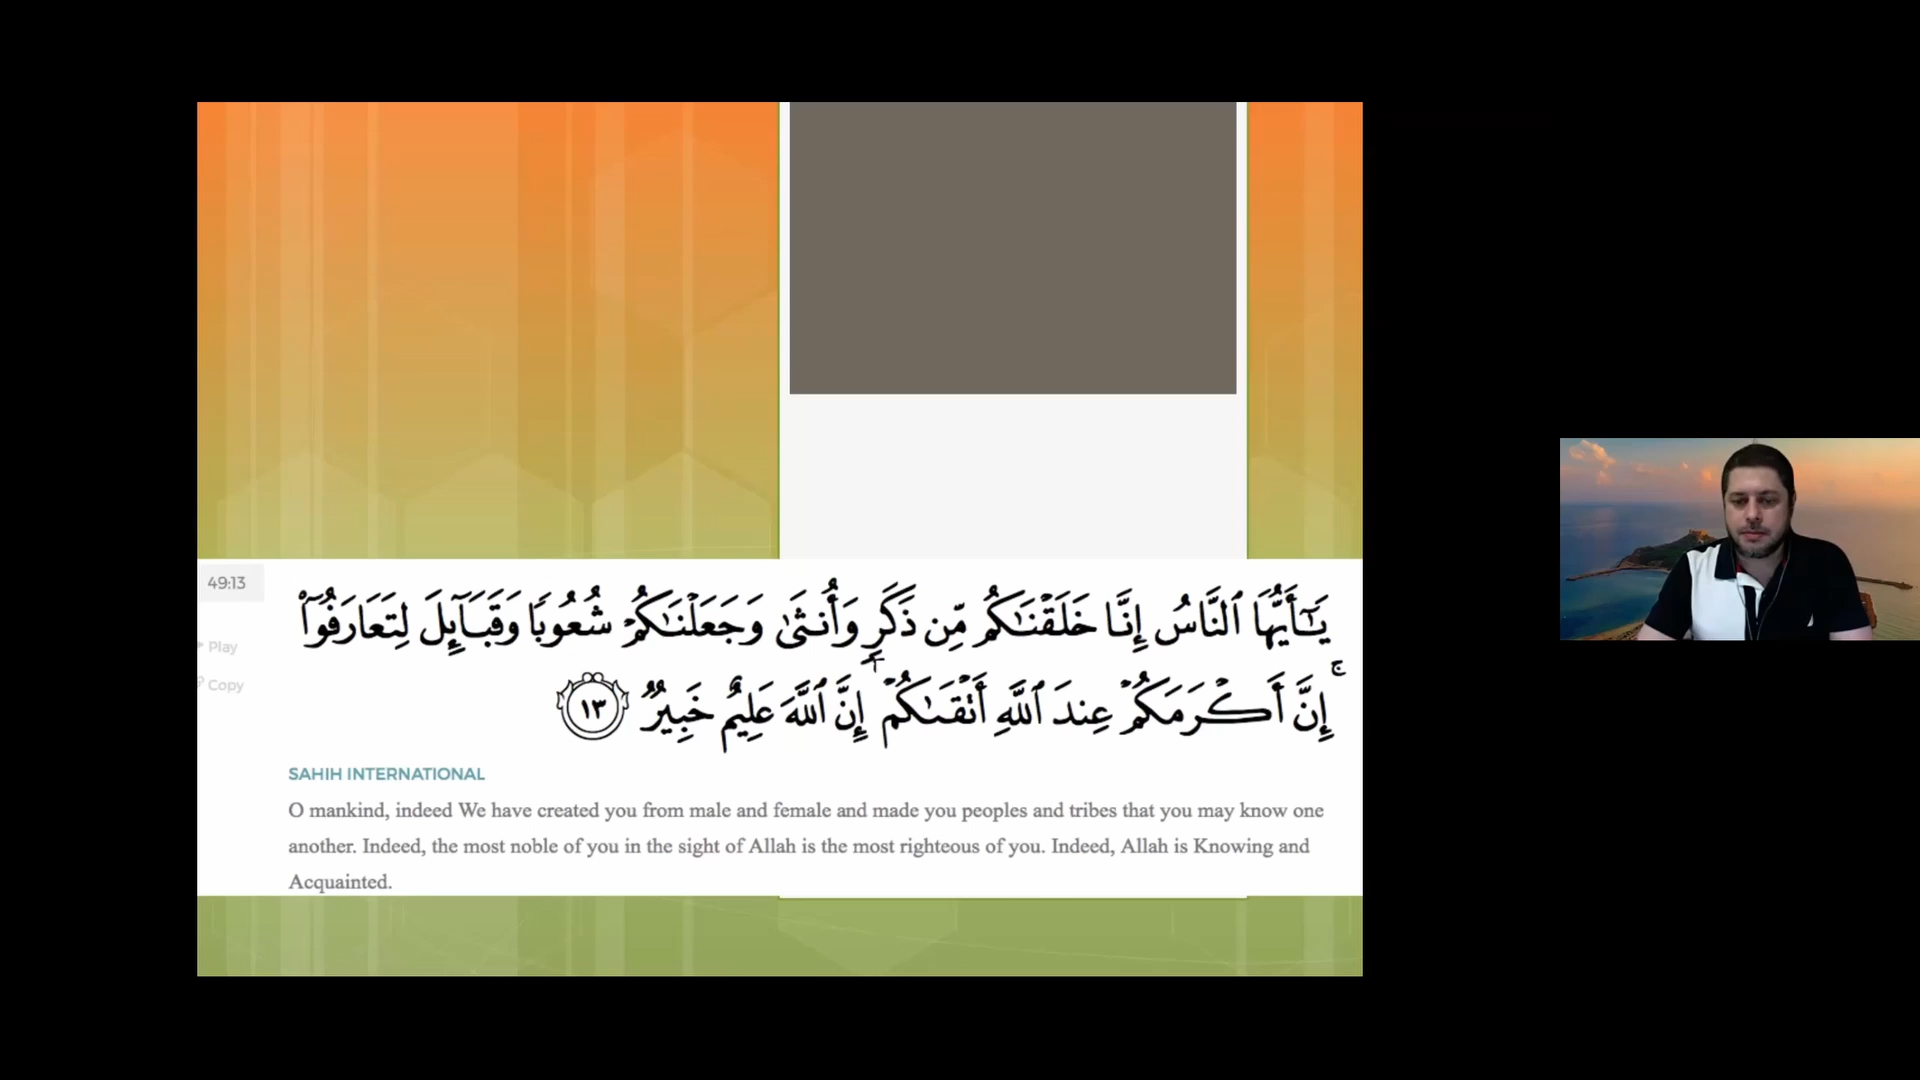 49:13
يَـٰٓأَيُّهَا ٱلنَّاسُ إِنَّا خَلَقْنَـٰكُم مِّن ذَكَرٍ وَأُنثَىٰ وَجَعَلْنَـٰكُمْ شُعُوبًا وَقَبَآئِلَ لِتَعَارَفُوٓا۟ ۚ
إِنَّ أَكْرَمَكُمْ عِندَ ٱللَّهِ أَتْقَىٰكُمْ ۚ إِنَّ ٱللَّهَ عَلِيمٌ خَبِيرٌ ١٣
Play
Copy
SAHIH INTERNATIONAL
O mankind, indeed We have created you from male and female and made you peoples and tribes that you may know one
another. Indeed, the most noble of you in the sight of Allah is the most righteous of you. Indeed, Allah is Knowing and
Acquainted.